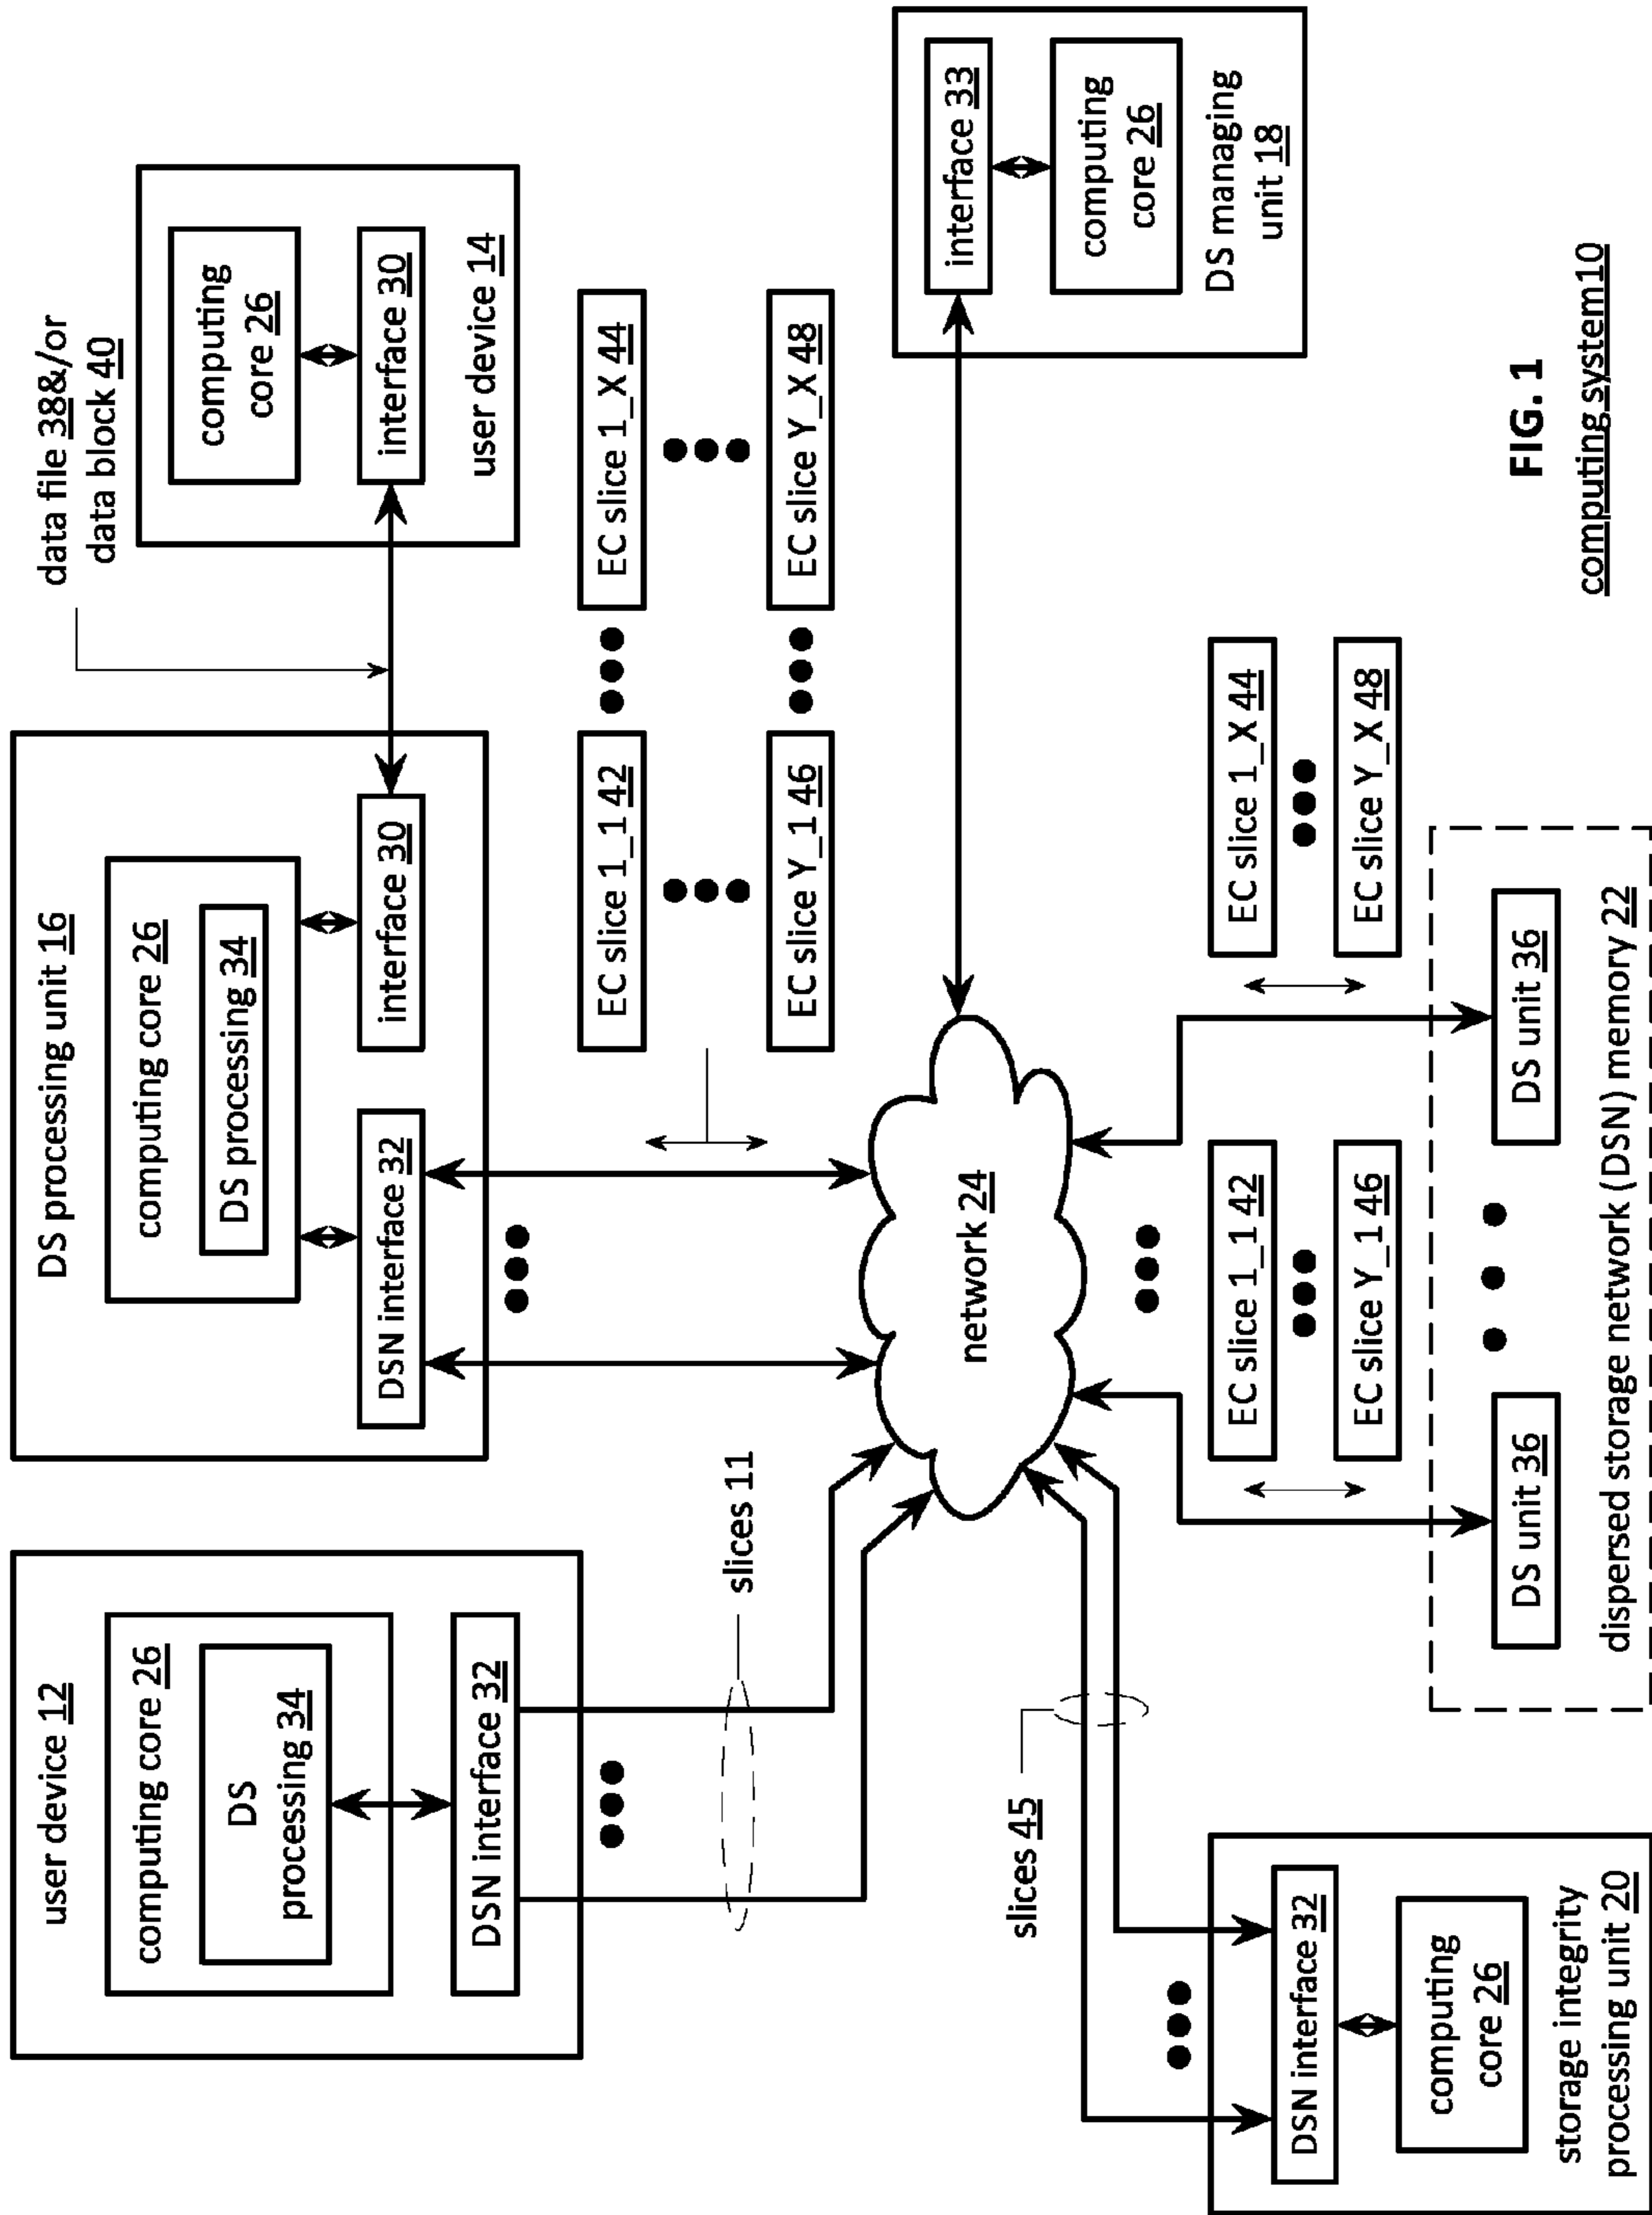 user device 12
computing core 26
DS
processing 34
DSN interface 32
slices 11
DS processing unit 16
computing core 26
DS processing 34
DSN interface 32
interface 30
data file 38&/or
data block 40
computing
core 26
interface 30
user device 14
EC slice 1_1 42
EC slice 1_X 44
EC slice Y_1 46
EC slice Y_X 48
network 24
interface 33
computing
core 26
DS managing
unit 18
slices 45
DSN interface 32
computing
core 26
storage integrity
processing unit 20
EC slice 1_1 42
EC slice Y_1 46
EC slice 1_X 44
EC slice Y_X 48
DS unit 36
DS unit 36
dispersed storage network (DSN) memory 22
FIG. 1
computing system10